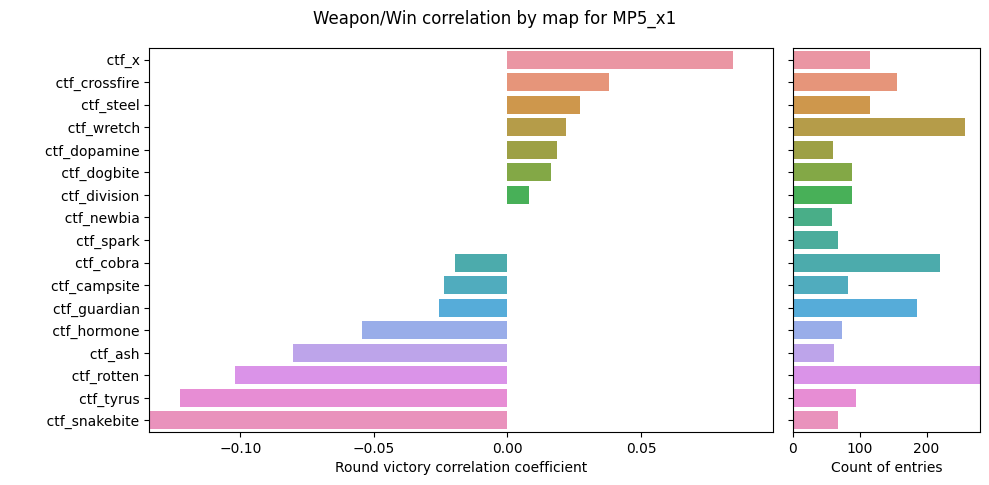 Weapon/Win correlation by map for MP5_x1
ctf_x
ctf_crossfire
ctf_steel
ctf_wretch
ctf_dopamine
ctf_dogbite
ctf_division
ctf_newbia
ctf_spark
ctf_cobra
ctf_campsite
ctf_guardian
ctf_hormone
ctf_ash
ctf_rotten
ctf_tyrus
ctf_snakebite
−0.10 −0.05 0.00 0.05
Round victory correlation coefficient
0 100 200
Count of entries